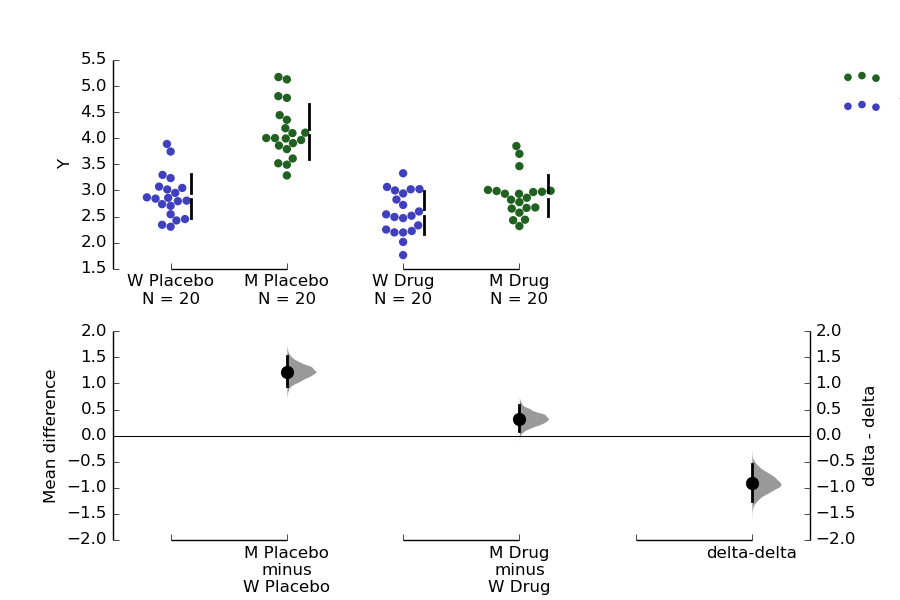 5.5
5.0
4.5
4.0
3.5
3.0
2.5
2.0
1.5
Y
W Placebo
N = 20
M Placebo
N = 20
W Drug
N = 20
M Drug
N = 20
2.0
1.5
1.0
0.5
0.0
−0.5
−1.0
−1.5
−2.0
Mean difference
2.0
1.5
1.0
0.5
0.0
−0.5
−1.0
−1.5
−2.0
delta - delta
M Placebo
minus
W Placebo
M Drug
minus
W Drug
delta-delta